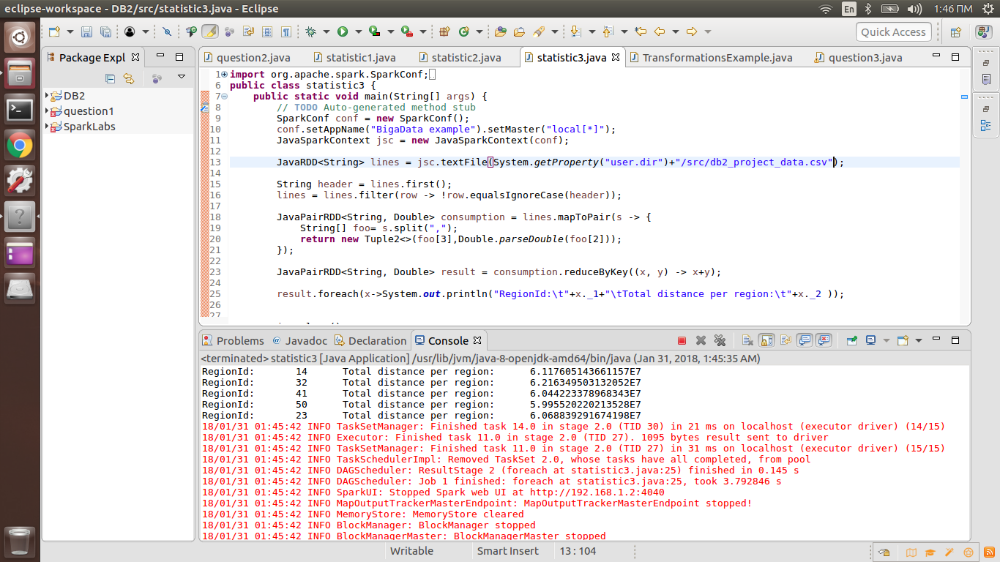 eclipse-workspace - DB2/src/statistic3.java - Eclipse
En
1:46 ΠΜ
Quick Access
Package Expl
DB2
question1
SparkLabs
question2.java
statistic1.java
statistic2.java
statistic3.java
TransformationsExample.java
question3.java
1 import org.apache.spark.SparkConf;
6 public class statistic3 {
7 public static void main(String[] args) {
8 // TODO Auto-generated method stub
9 SparkConf conf = new SparkConf();
10 conf.setAppName("BigaData example").setMaster("local[*]");
11 JavaSparkContext jsc = new JavaSparkContext(conf);
12
13 JavaRDD<String> lines = jsc.textFile(System.getProperty("user.dir")+"/src/db2_project_data.csv");
14
15 String header = lines.first();
16 lines = lines.filter(row -> !row.equalsIgnoreCase(header));
17
18 JavaPairRDD<String, Double> consumption = lines.mapToPair(s -> {
19 String[] foo= s.split(",");
20 return new Tuple2<>(foo[3],Double.parseDouble(foo[2]));
21 });
22
23 JavaPairRDD<String, Double> result = consumption.reduceByKey((x, y) -> x+y);
24
25 result.foreach(x->System.out.println("RegionId:\t"+x._1+"\tTotal distance per region:\t"+x._2 ));
26
27
Problems
Javadoc
Declaration
Console
<terminated> statistic3 [Java Application] /usr/lib/jvm/java-8-openjdk-amd64/bin/java (Jan 31, 2018, 1:45:35 AM)
RegionId: 14 Total distance per region: 6.117605143661157E7
RegionId: 32 Total distance per region: 6.216349503132052E7
RegionId: 41 Total distance per region: 6.044223378968343E7
RegionId: 50 Total distance per region: 5.995520220213528E7
RegionId: 23 Total distance per region: 6.068839291674198E7
18/01/31 01:45:42 INFO TaskSetManager: Finished task 14.0 in stage 2.0 (TID 30) in 21 ms on localhost (executor driver) (14/15)
18/01/31 01:45:42 INFO Executor: Finished task 11.0 in stage 2.0 (TID 27). 1095 bytes result sent to driver
18/01/31 01:45:42 INFO TaskSetManager: Finished task 11.0 in stage 2.0 (TID 27) in 31 ms on localhost (executor driver) (15/15)
18/01/31 01:45:42 INFO TaskSchedulerImpl: Removed TaskSet 2.0, whose tasks have all completed, from pool
18/01/31 01:45:42 INFO DAGScheduler: ResultStage 2 (foreach at statistic3.java:25) finished in 0.145 s
18/01/31 01:45:42 INFO DAGScheduler: Job 1 finished: foreach at statistic3.java:25, took 3.792846 s
18/01/31 01:45:42 INFO SparkUI: Stopped Spark web UI at http://192.168.1.2:4040
18/01/31 01:45:42 INFO MapOutputTrackerMasterEndpoint: MapOutputTrackerMasterEndpoint stopped!
18/01/31 01:45:42 INFO MemoryStore: MemoryStore cleared
18/01/31 01:45:42 INFO BlockManager: BlockManager stopped
18/01/31 01:45:42 INFO BlockManagerMaster: BlockManagerMaster stopped
Writable
Smart Insert
13 : 104